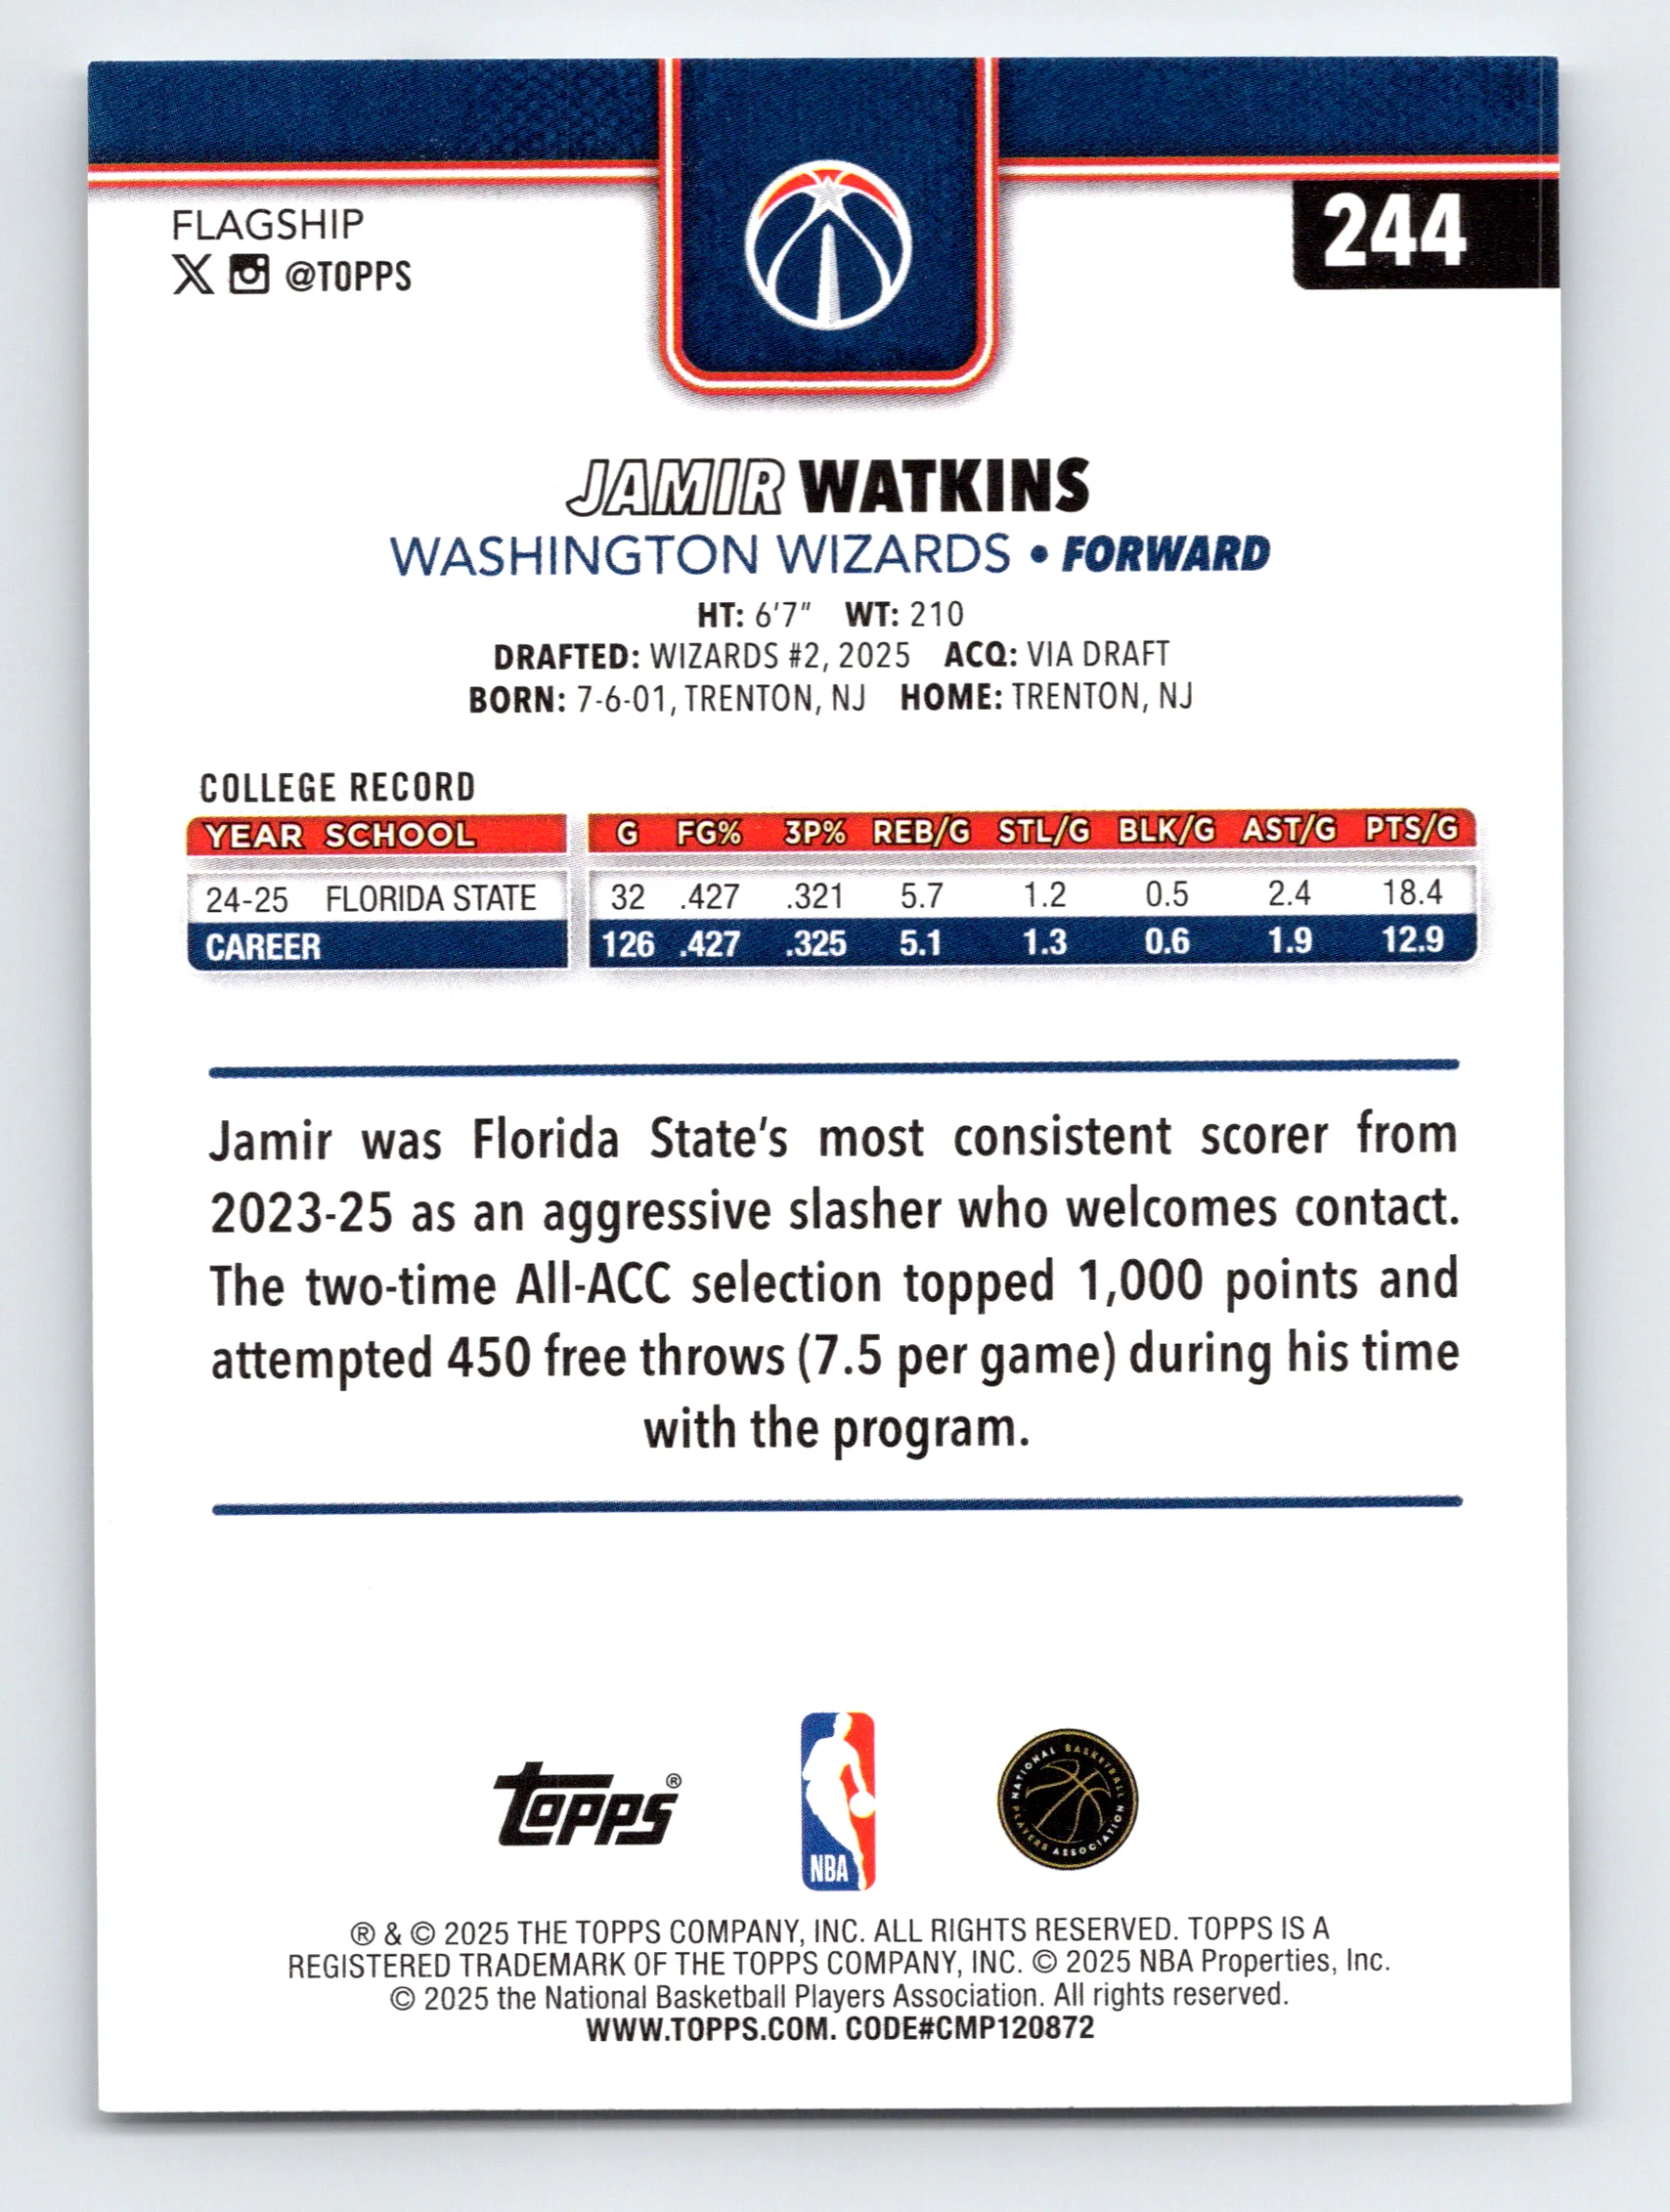 FLAGSHIP
244
X @TOPPS
JAMIR WATKINS
WASHINGTON WIZARDS • FORWARD
HT: 6'7" WT: 210
DRAFTED: WIZARDS #2, 2025 ACQ: VIA DRAFT
BORN: 7-6-01, TRENTON, NJ HOME: TRENTON, NJ
COLLEGE RECORD
YEAR SCHOOL G FG% 3P% REB/G STL/G BLK/G AST/G PTS/G
24-25 FLORIDA STATE 32 .427 .321 5.7 1.2 0.5 2.4 18.4
CAREER 126 .427 .325 5.1 1.3 0.6 1.9 12.9
Jamir was Florida State's most consistent scorer from
2023-25 as an aggressive slasher who welcomes contact.
The two-time All-ACC selection topped 1,000 points and
attempted 450 free throws (7.5 per game) during his time
with the program.
Topps®
NBA
NATIONAL BASKETBALL PLAYERS ASSOCIATION
® & © 2025 THE TOPPS COMPANY, INC. ALL RIGHTS RESERVED. TOPPS IS A
REGISTERED TRADEMARK OF THE TOPPS COMPANY, INC. © 2025 NBA Properties, Inc.
© 2025 the National Basketball Players Association. All rights reserved.
WWW.TOPPS.COM. CODE#CMP120872